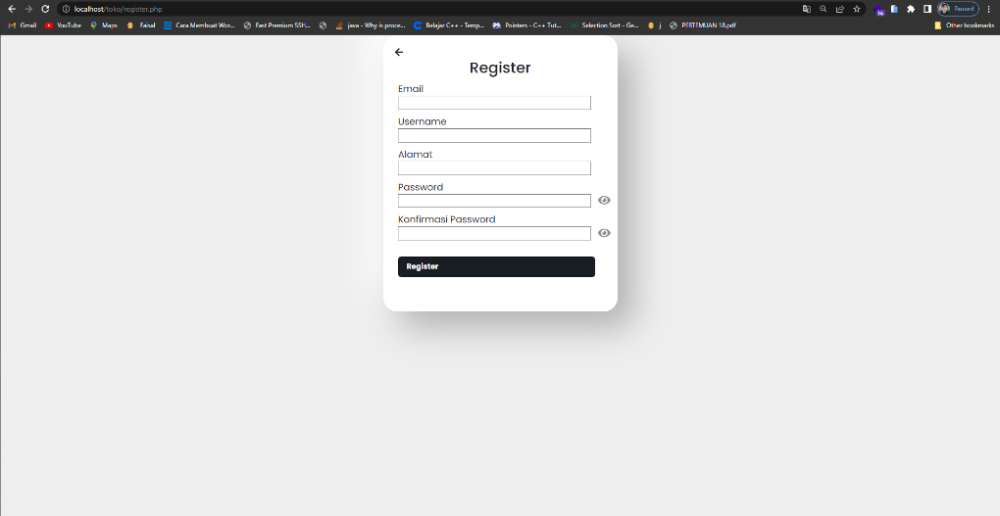 localhost/toko/register.php
16
Paused
Gmail YouTube Maps Faisal Cara Membuat Wor... Fast Premium SSH... java - Why is proce... Belajar C++ - Temp... Pointers - C++ Tut... Selection Sort - Ge... j PERTEMUAN 18.pdf Other bookmarks
Register
Email
Username
Alamat
Password
Konfirmasi Password
Register